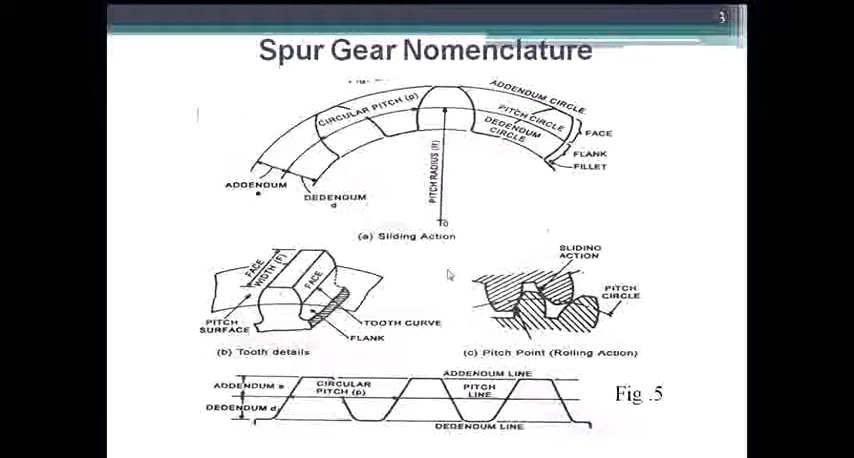 3
Spur Gear Nomenclature
ADDENDUM CIRCLE
CIRCULAR PITCH (p)
PITCH CIRCLE
DEDENDUM
CIRCLE
FACE
FLANK
FILLET
PITCH RADIUS (R)
ADDENDUM
DEDENDUM
d
(a) Sliding Action
FACE
WIDTH (F)
FACE
PITCH
SURFACE
TOOTH CURVE
FLANK
(b) Tooth details
SLIDING
ACTION
PITCH
CIRCLE
(c) Pitch Point (Rolling Action)
ADDENDUM LINE
ADDENDUM
CIRCULAR
PITCH (p)
PITCH
LINE
DEDENDUM d
DEDENDUM LINE
Fig .5